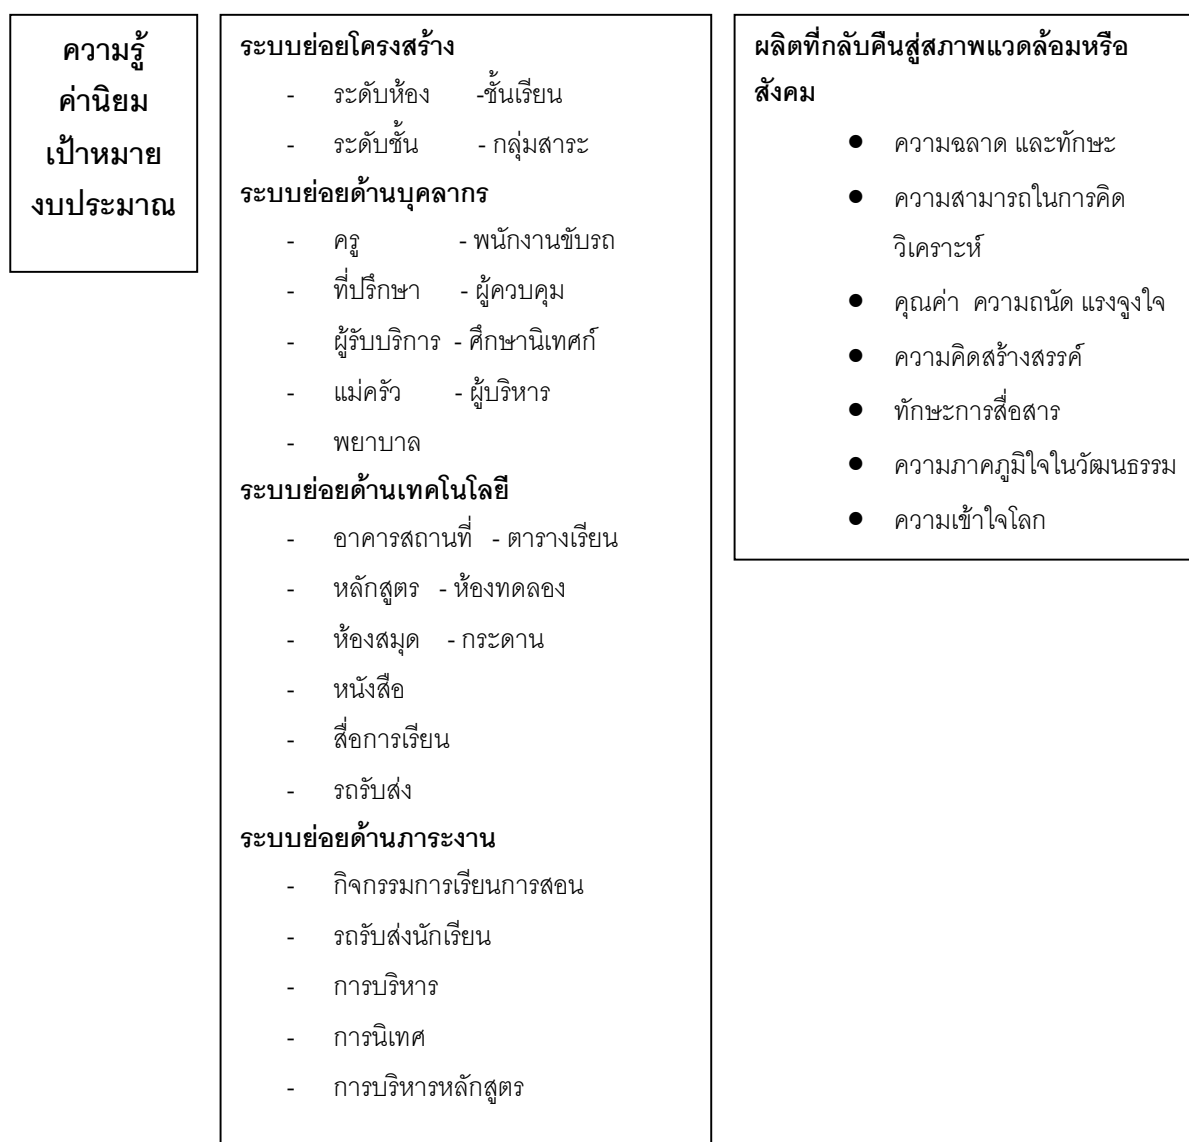 ความรู้
ค่านิยม
เป้าหมาย
งบประมาณ
ระบบย่อยโครงสร้าง
- ระดับห้อง -ชั้นเรียน
- ระดับชั้น - กลุ่มสาระ
ระบบย่อยด้านบุคลากร
- ครู - พนักงานขับรถ
- ที่ปรึกษา - ผู้ควบคุม
- ผู้รับบริการ - ศึกษานิเทศก์
- แม่ครัว - ผู้บริหาร
- พยาบาล
ระบบย่อยด้านเทคโนโลยี
- อาคารสถานที่ - ตารางเรียน
- หลักสูตร - ห้องทดลอง
- ห้องสมุด - กระดาน
- หนังสือ
- สื่อการเรียน
- รถรับส่ง
ระบบย่อยด้านภาระงาน
- กิจกรรมการเรียนการสอน
- รถรับส่งนักเรียน
- การบริหาร
- การนิเทศ
- การบริหารหลักสูตร
ผลิตที่กลับคืนสู่สภาพแวดล้อมหรือ
สังคม
● ความฉลาด และทักษะ
● ความสามารถในการคิด
วิเคราะห์
● คุณค่า ความถนัด แรงจูงใจ
● ความคิดสร้างสรรค์
● ทักษะการสื่อสาร
● ความภาคภูมิใจในวัฒนธรรม
● ความเข้าใจโลก